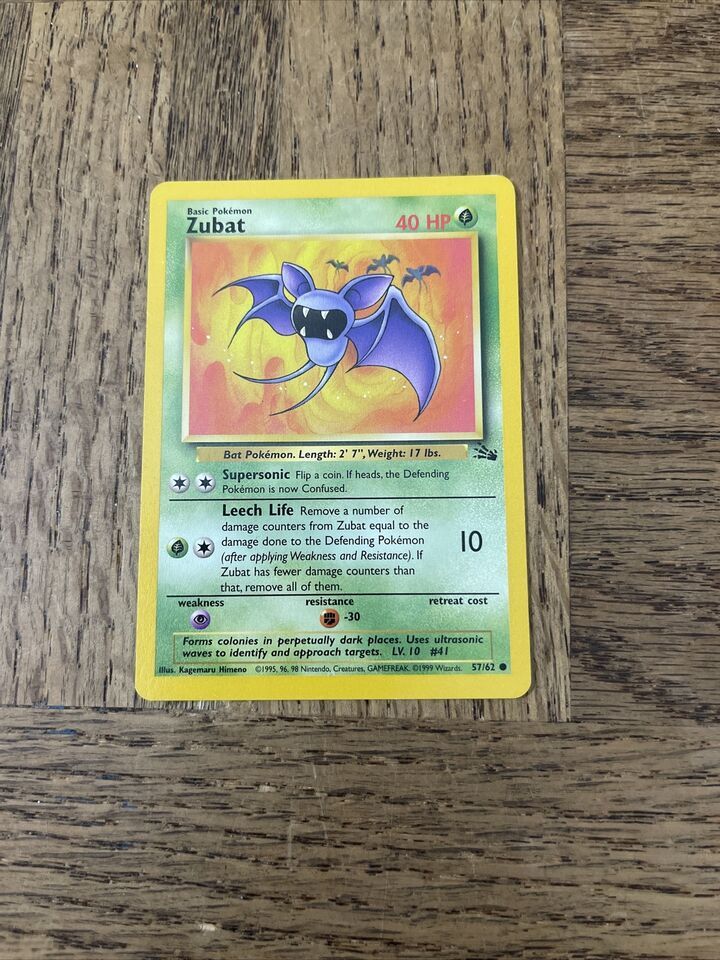 Basic Pokémon
Zubat
40 HP
Bat Pokémon. Length: 2' 7", Weight: 17 lbs.
Supersonic Flip a coin. If heads, the Defending
Pokémon is now Confused.
Leech Life Remove a number of
damage counters from Zubat equal to the
damage done to the Defending Pokémon
(after applying Weakness and Resistance). If
Zubat has fewer damage counters than
that, remove all of them.
10
weakness resistance retreat cost
-30
Forms colonies in perpetually dark places. Uses ultrasonic
waves to identify and approach targets. LV. 10 #41
Illus. Kagemaru Himeno ©1995, 96, 98 Nintendo, Creatures, GAMEFREAK. ©1999 Wizards. 57/62